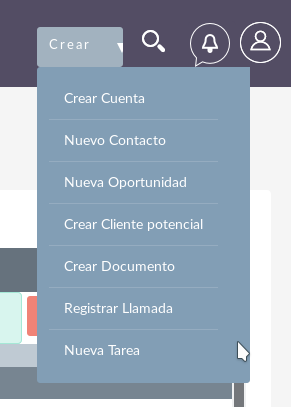 Crear
Crear Cuenta
Nuevo Contacto
Nueva Oportunidad
Crear Cliente potencial
Crear Documento
Registrar Llamada
Nueva Tarea